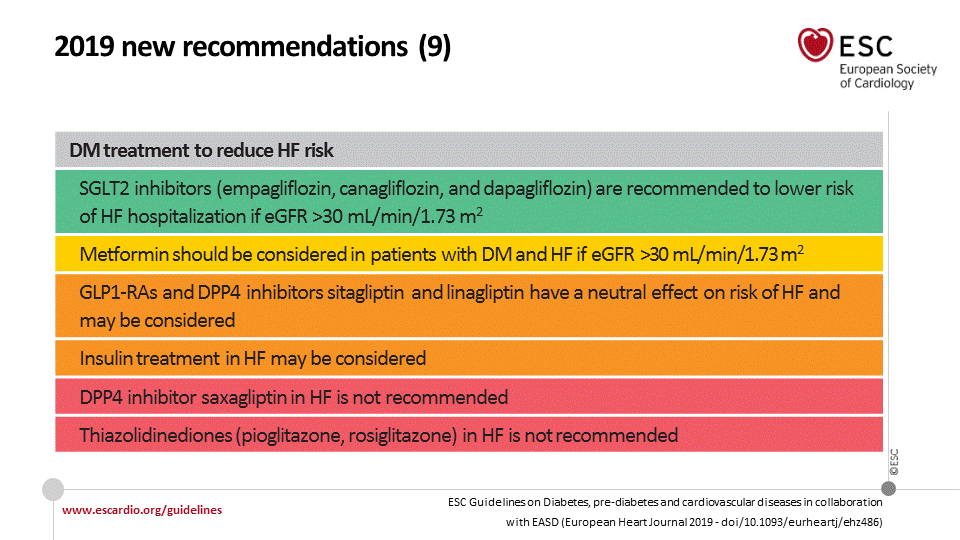 2019 new recommendations (9)
ESC
European Society
of Cardiology
DM treatment to reduce HF risk
SGLT2 inhibitors (empagliflozin, canagliflozin, and dapagliflozin) are recommended to lower risk
of HF hospitalization if eGFR >30 mL/min/1.73 m²
Metformin should be considered in patients with DM and HF if eGFR >30 mL/min/1.73 m²
GLP1-RAs and DPP4 inhibitors sitagliptin and linagliptin have a neutral effect on risk of HF and
may be considered
Insulin treatment in HF may be considered
DPP4 inhibitor saxagliptin in HF is not recommended
Thiazolidinediones (pioglitazone, rosiglitazone) in HF is not recommended
©ESC
www.escardio.org/guidelines
ESC Guidelines on Diabetes, pre-diabetes and cardiovascular diseases in collaboration
with EASD (European Heart Journal 2019 - doi/10.1093/eurheartj/ehz486)